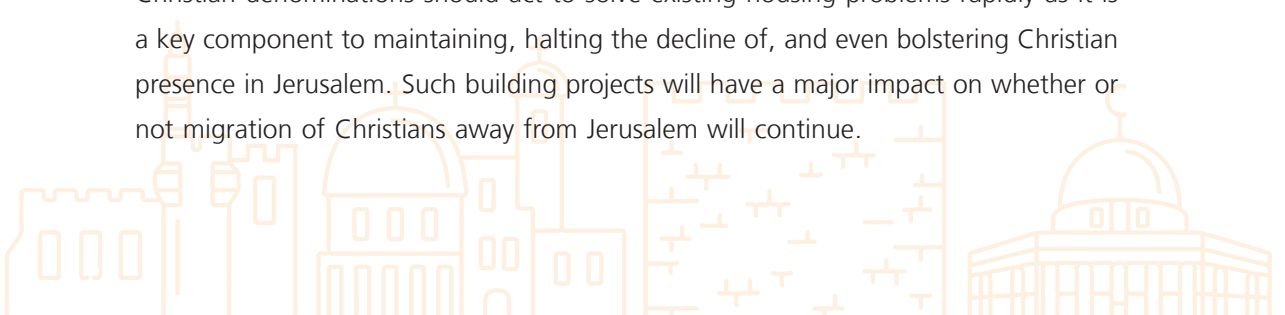 Christian denominations should act to solve existing housing problems rapidly as it is
a key component to maintaining, halting the decline of, and even bolstering Christian
presence in Jerusalem. Such building projects will have a major impact on whether or
not migration of Christians away from Jerusalem will continue.